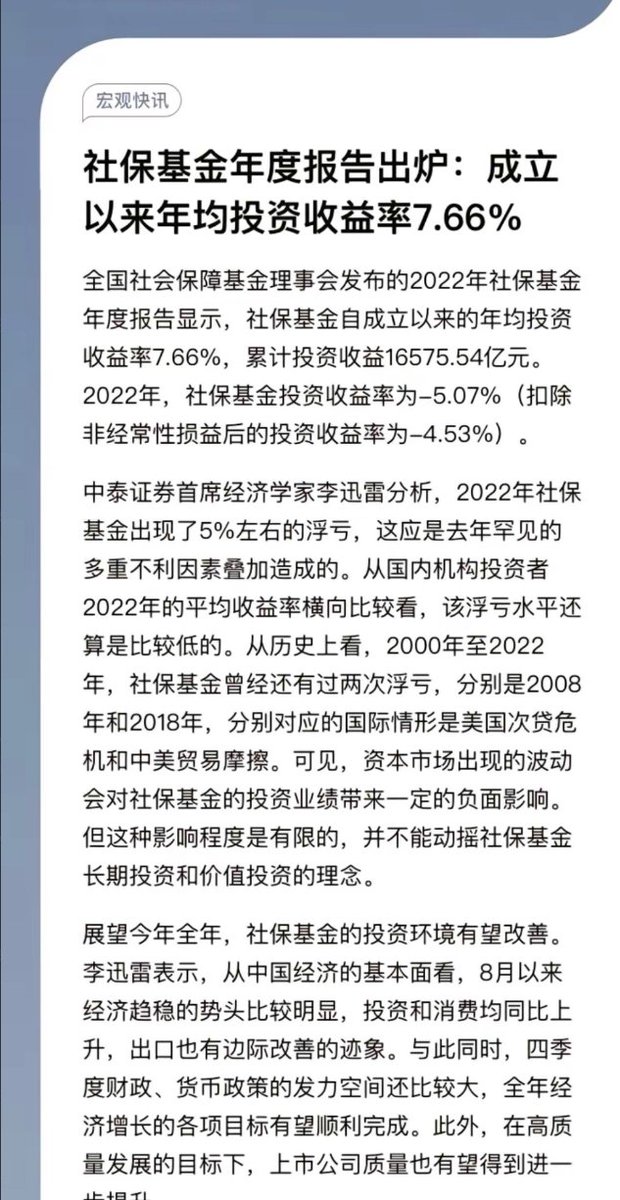 宏观快讯
社保基金年度报告出炉：成立
以来年均投资收益率7.66%
全国社会保障基金理事会发布的2022年社保基金
年度报告显示，社保基金自成立以来的年均投资
收益率7.66%，累计投资收益16575.54亿元。
2022年，社保基金投资收益率为-5.07%（扣除
非经常性损益后的投资收益率为-4.53%）。
中泰证券首席经济学家李迅雷分析，2022年社保
基金出现了5%左右的浮亏，这应是去年罕见的
多重不利因素叠加造成的。从国内机构投资者
2022年的平均收益率横向比较看，该浮亏水平还
算是比较低的。从历史上看，2000年至2022
年，社保基金曾经还有过两次浮亏，分别是2008
年和2018年，分别对应的国际情形是美国次贷危
机和中美贸易摩擦。可见，资本市场出现的波动
会对社保基金的投资业绩带来一定的负面影响。
但这种影响程度是有限的，并不能动摇社保基金
长期投资和价值投资的理念。
展望今年全年，社保基金的投资环境有望改善。
李迅雷表示，从中国经济的基本面看，8月以来
经济趋稳的势头比较明显，投资和消费均同比上
升，出口也有边际改善的迹象。与此同时，四季
度财政、货币政策的发力空间还比较大，全年经
济增长的各项目标有望顺利完成。此外，在高质
量发展的目标下，上市公司质量也有望得到进一
步提升